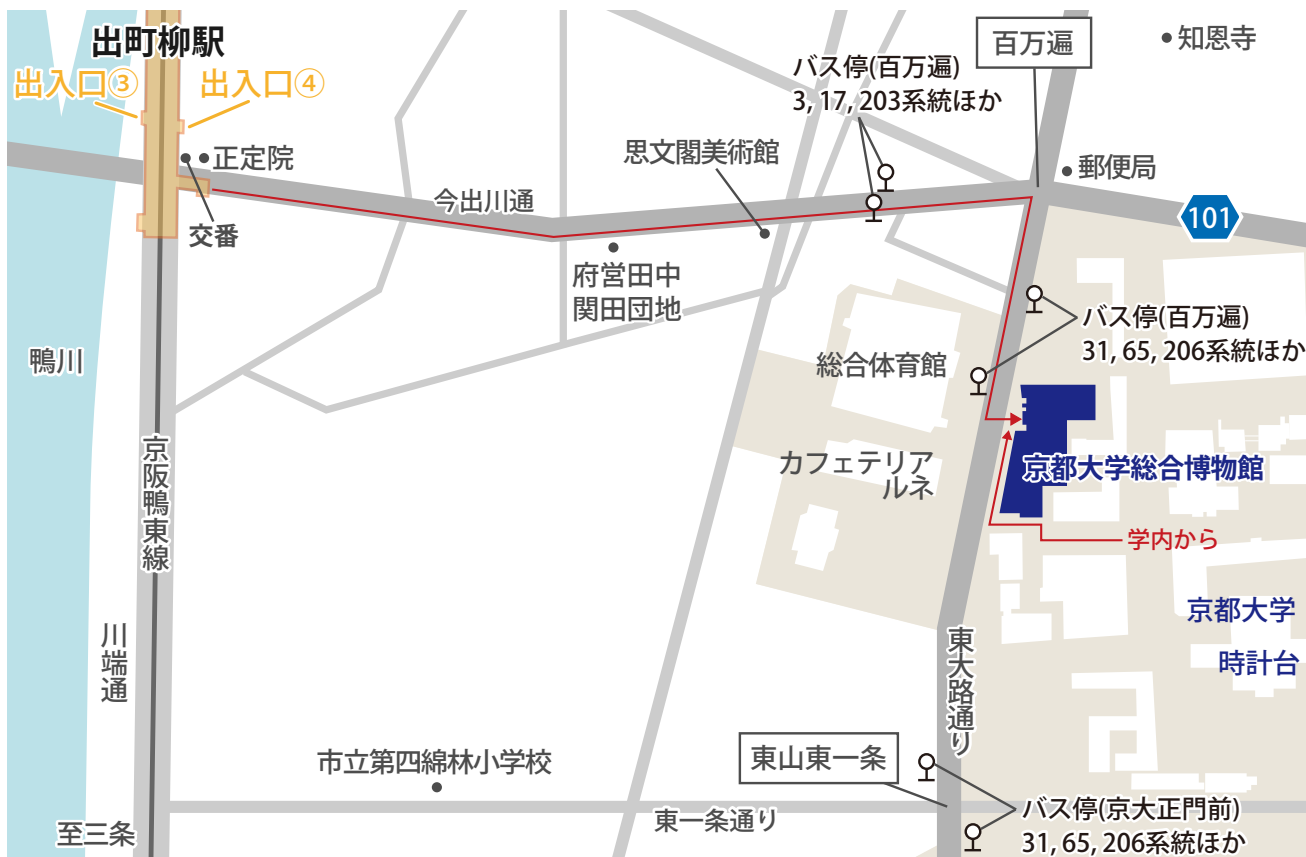 出町柳駅
出入口③
出入口④
百万遍
知恩寺
バス停(百万遍)
3, 17, 203系統ほか
正定院
思文閣美術館
郵便局
今出川通
101
交番
府営田中
関田団地
バス停(百万遍)
31, 65, 206系統ほか
鴨川
総合体育館
京阪鴨東線
カフェテリア
ルネ
京都大学総合博物館
学内から
京都大学
時計台
川端通
東大路通り
市立第四綿林小学校
東山東一条
バス停(京大正門前)
31, 65, 206系統ほか
東一条通り
至三条